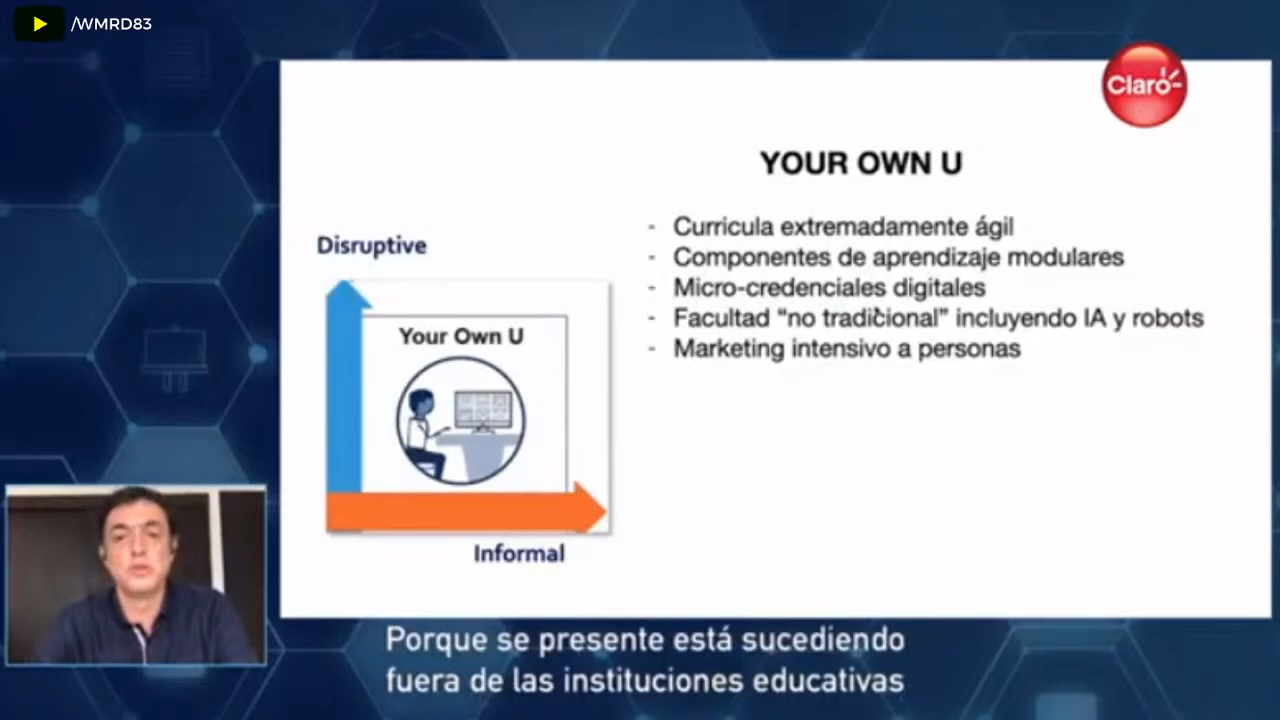 /WMRD83
Claro
YOUR OWN U
- Curricula extremadamente ágil
- Componentes de aprendizaje modulares
- Micro-credenciales digitales
- Facultad “no tradicional” incluyendo IA y robots
- Marketing intensivo a personas
Disruptive
Your Own U
Informal
Porque se presente está sucediendo
fuera de las instituciones educativas